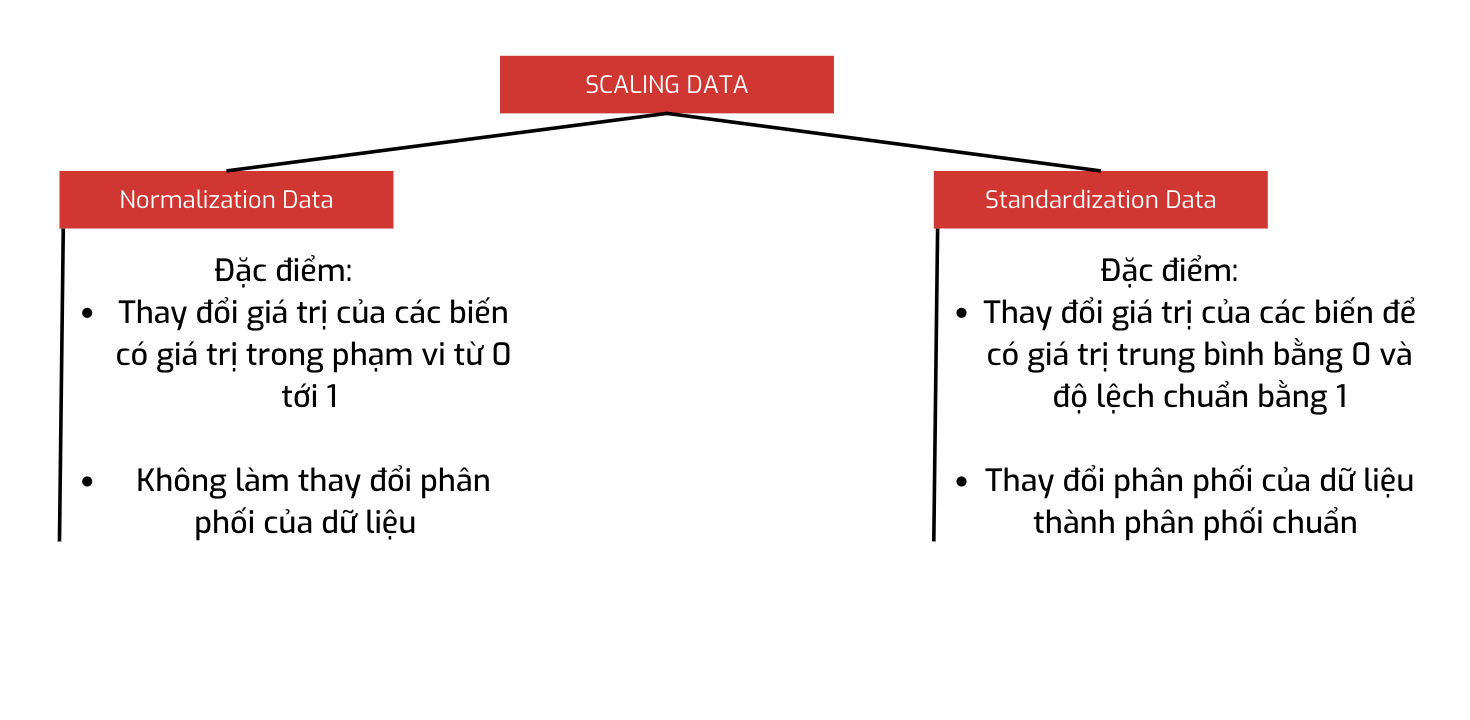 SCALING DATA
Normalization Data
Đặc điểm:
• Thay đổi giá trị của các biến
có giá trị trong phạm vi từ 0
tới 1
• Không làm thay đổi phân
phối của dữ liệu
Standardization Data
Đặc điểm:
• Thay đổi giá trị của các biến để
có giá trị trung bình bằng 0 và
độ lệch chuẩn bằng 1
• Thay đổi phân phối của dữ liệu
thành phân phối chuẩn